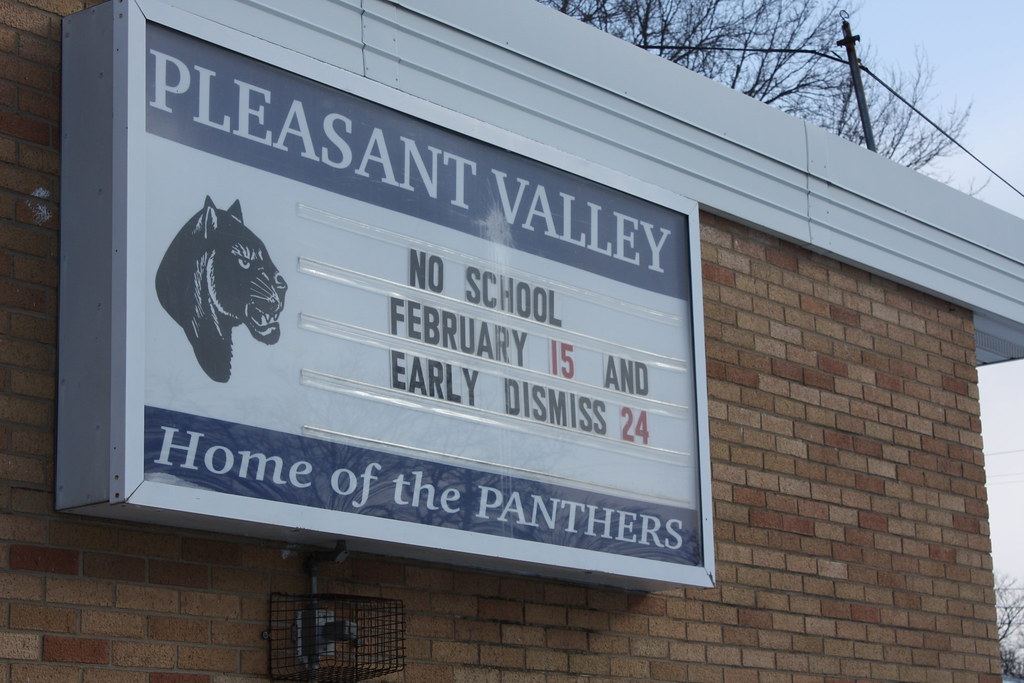 PLEASANT VALLEY
NO SCHOOL
FEBRUARY 15 AND
EARLY DISMISS 24
Home of the PANTHERS